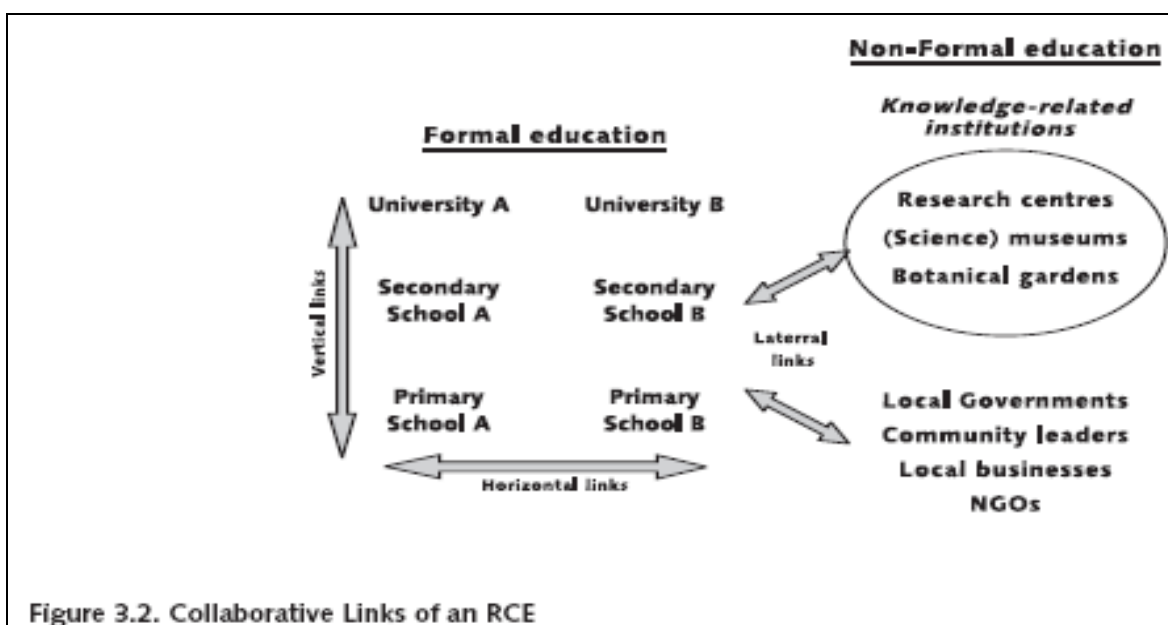 Non-Formal education
Knowledge-related
institutions
Formal education
University A
University B
Research centres
(Science) museums
Botanical gardens
Vertical links
Secondary
School A
Secondary
School B
Laterral
links
Primary
School A
Primary
School B
Local Governments
Community leaders
Local businesses
NGOs
Horizontal links
Figure 3.2. Collaborative Links of an RCE